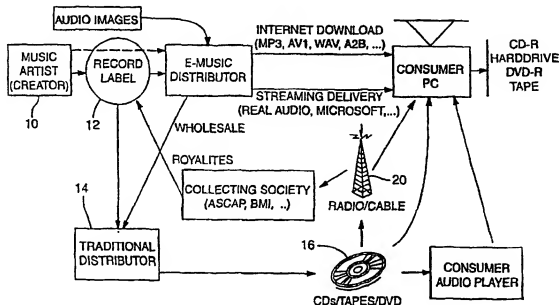 AUDIO IMAGES
INTERNET DOWNLOAD
(MP3, AV1, WAV, A2B, ...)
MUSIC
ARTIST
(CREATOR)
10
RECORD
LABEL
12
E-MUSIC
DISTRIBUTOR
CONSUMER
PC
CD-R
HARDDRIVE
DVD-R
TAPE
STREAMING DELIVERY
(REAL AUDIO, MICROSOFT,...)
WHOLESALE
ROYALITES
COLLECTING SOCIETY
(ASCAP, BMI, ..)
20
RADIO/CABLE
14
TRADITIONAL
DISTRIBUTOR
16
CDs/TAPES/DVD
CONSUMER
AUDIO PLAYER